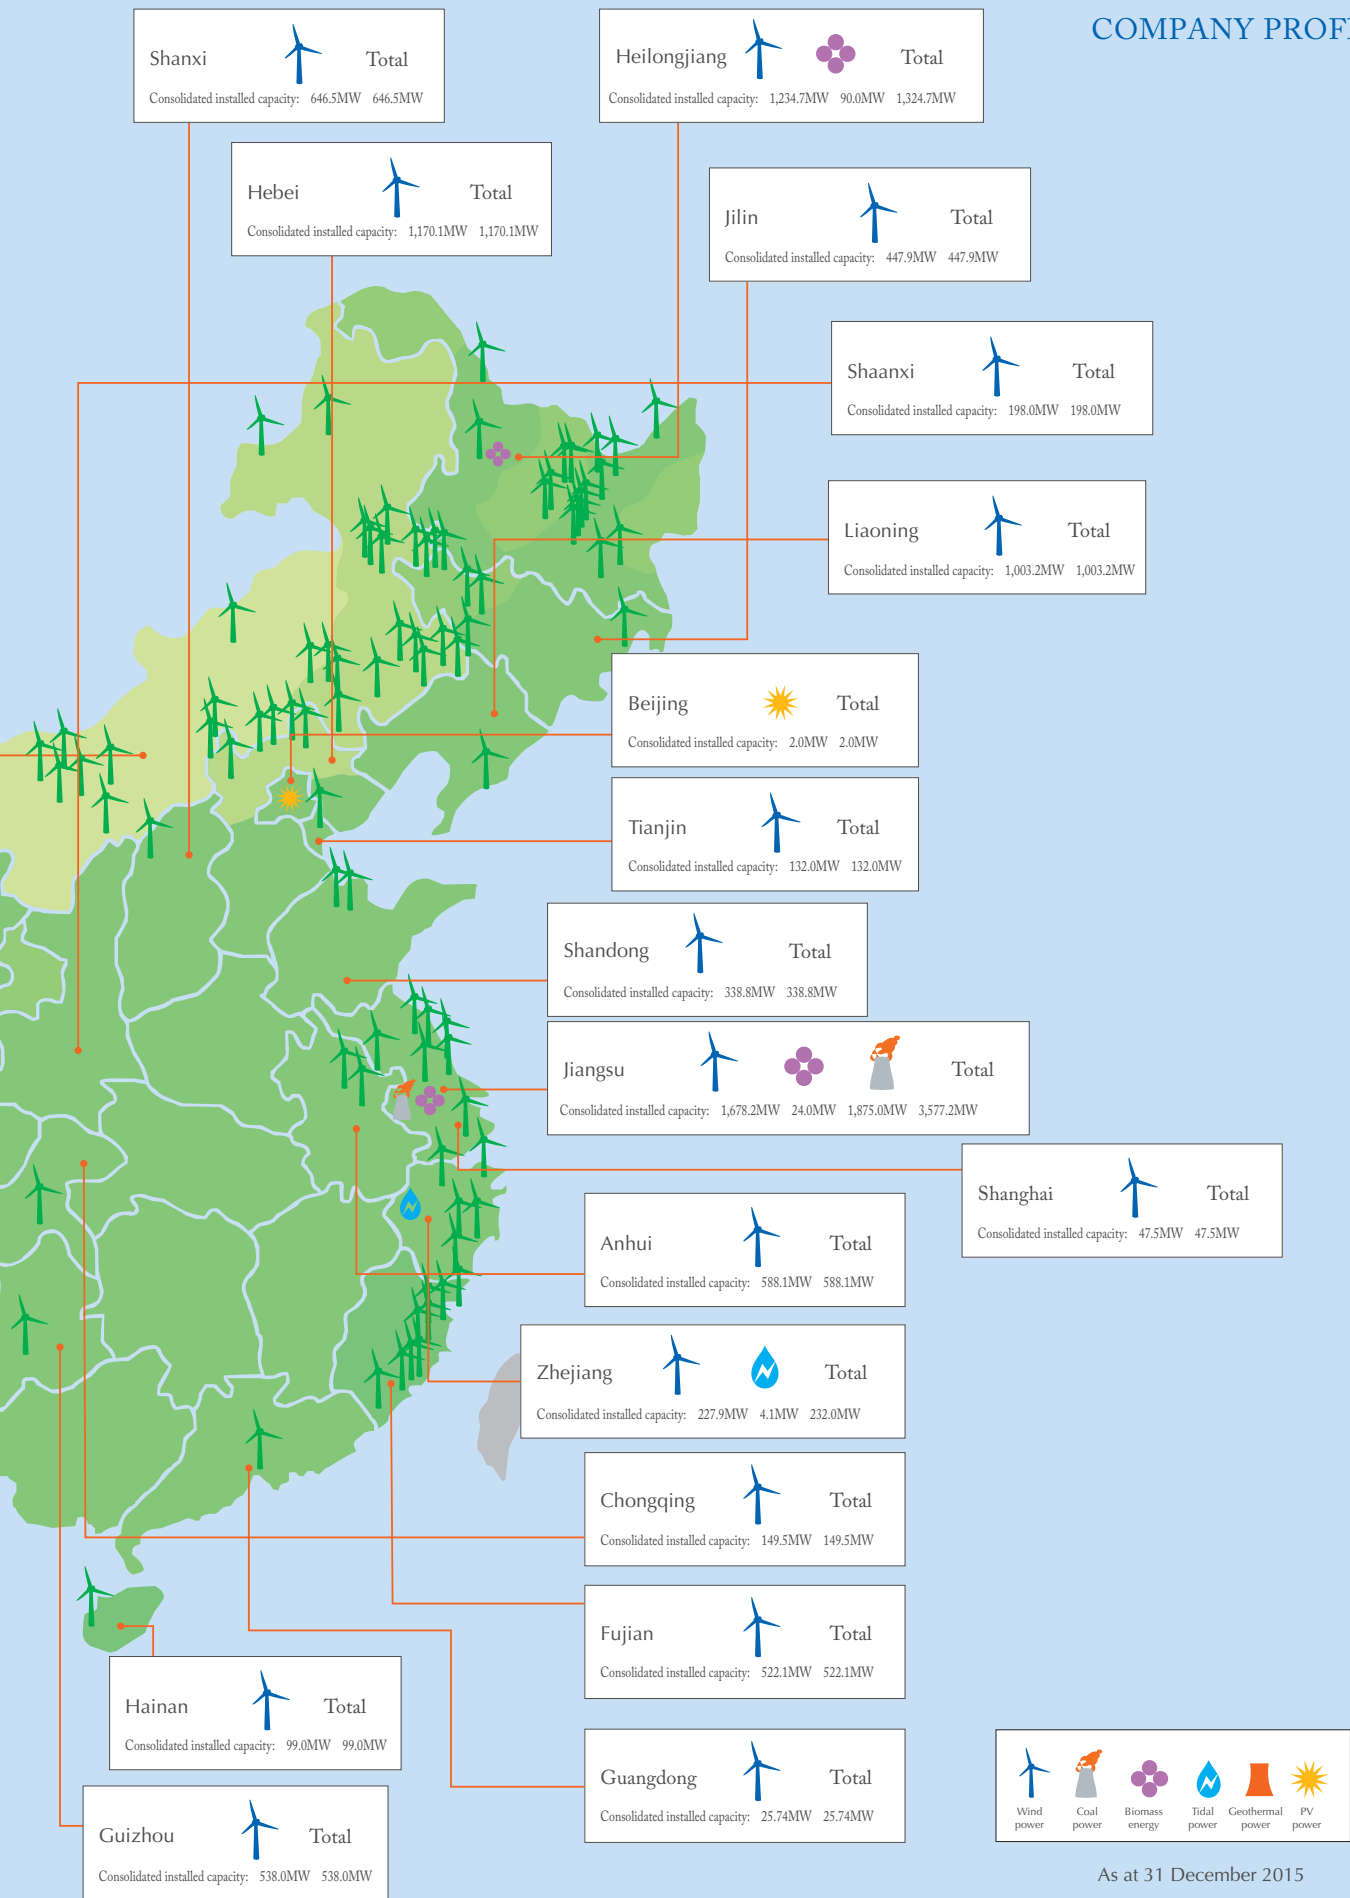 COMPANY PROF
Shanxi Total
Consolidated installed capacity: 646.5MW 646.5MW
Heilongjiang Total
Consolidated installed capacity: 1,234.7MW 90.0MW 1,324.7MW
Hebei Total
Consolidated installed capacity: 1,170.1MW 1,170.1MW
Jilin Total
Consolidated installed capacity: 447.9MW 447.9MW
Shaanxi Total
Consolidated installed capacity: 198.0MW 198.0MW
Liaoning Total
Consolidated installed capacity: 1,003.2MW 1,003.2MW
Beijing Total
Consolidated installed capacity: 2.0MW 2.0MW
Tianjin Total
Consolidated installed capacity: 132.0MW 132.0MW
Shandong Total
Consolidated installed capacity: 338.8MW 338.8MW
Jiangsu Total
Consolidated installed capacity: 1,678.2MW 24.0MW 1,875.0MW 3,577.2MW
Shanghai Total
Consolidated installed capacity: 47.5MW 47.5MW
Anhui Total
Consolidated installed capacity: 588.1MW 588.1MW
Zhejiang Total
Consolidated installed capacity: 227.9MW 4.1MW 232.0MW
Chongqing Total
Consolidated installed capacity: 149.5MW 149.5MW
Fujian Total
Consolidated installed capacity: 522.1MW 522.1MW
Hainan Total
Consolidated installed capacity: 99.0MW 99.0MW
Guangdong Total
Consolidated installed capacity: 25.74MW 25.74MW
Guizhou Total
Consolidated installed capacity: 538.0MW 538.0MW
Wind Coal Biomass Tidal Geothermal PV
power power energy power power power
As at 31 December 2015